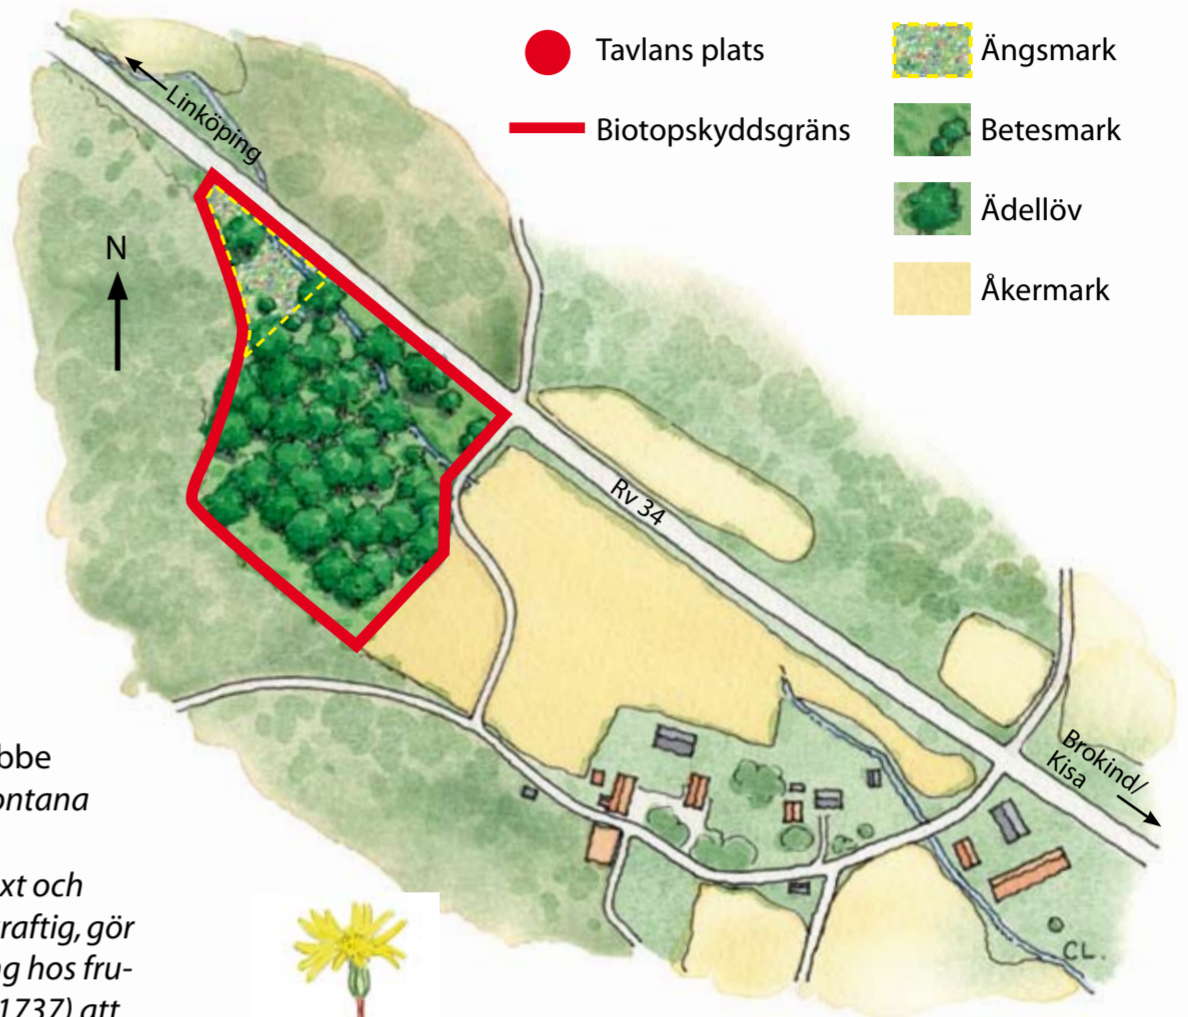 Tavlans plats
Biotopskyddsgräns
Ängsmark
Betesmark
Ädellöv
Åkermark
Linköping
N
Rv 34
Brokind/
Kisa
CL.
bbe
ontana
xt och
raftig, gör
ng hos fru-
1737) att